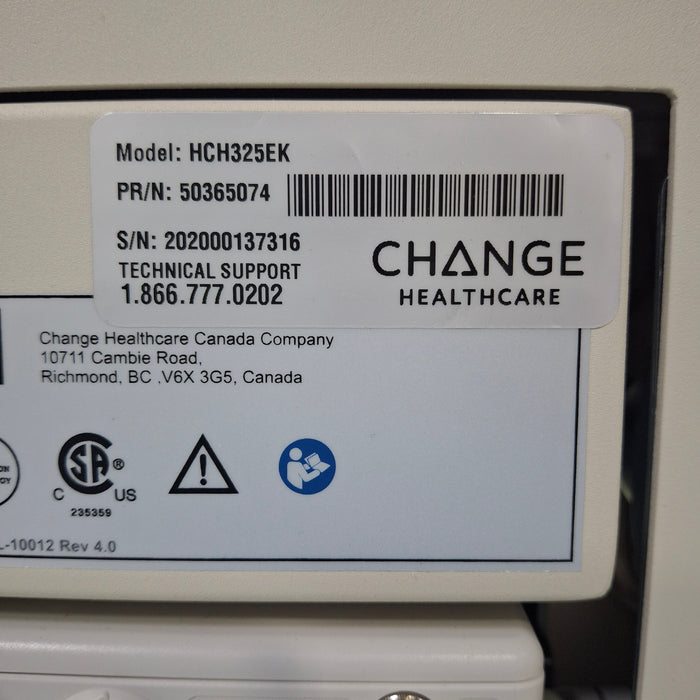 Model: HCH325EK
PR/N: 50365074
S/N: 202000137316
TECHNICAL SUPPORT
1.866.777.0202
CHANGE
HEALTHCARE
Change Healthcare Canada Company
10711 Cambie Road,
Richmond, BC ,V6X 3G5, Canada
SA ®
C US
235359
-10012 Rev 4.0